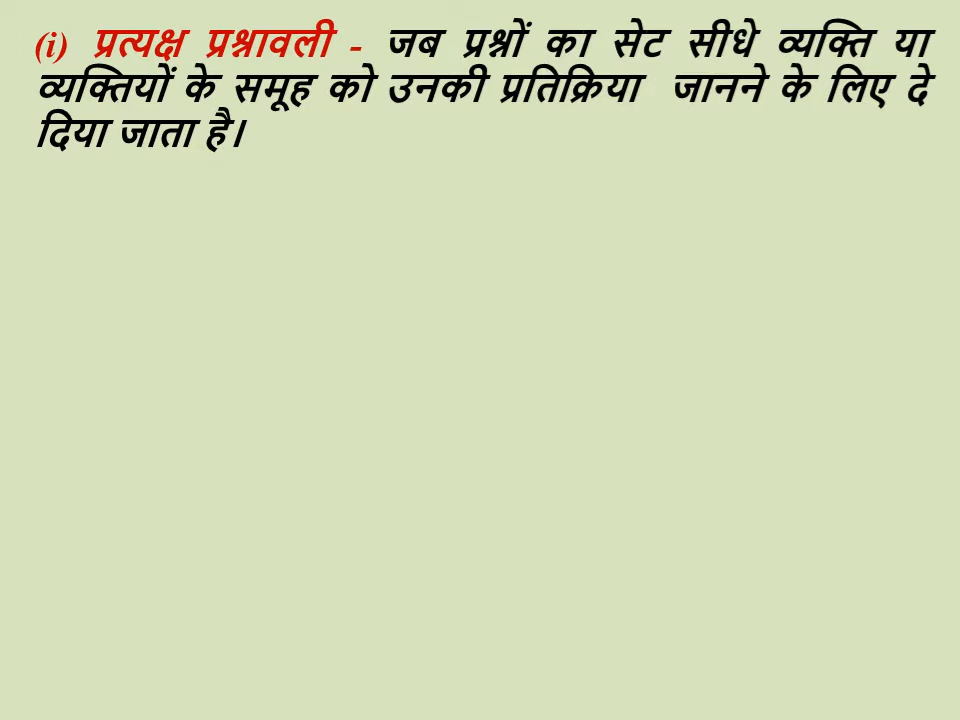 (i) प्रत्यक्ष प्रश्नावली - जब प्रश्नों का सेट सीधे व्यक्ति या
व्यक्तियों के समूह को उनकी प्रतिक्रिया जानने के लिए दे
दिया जाता है।